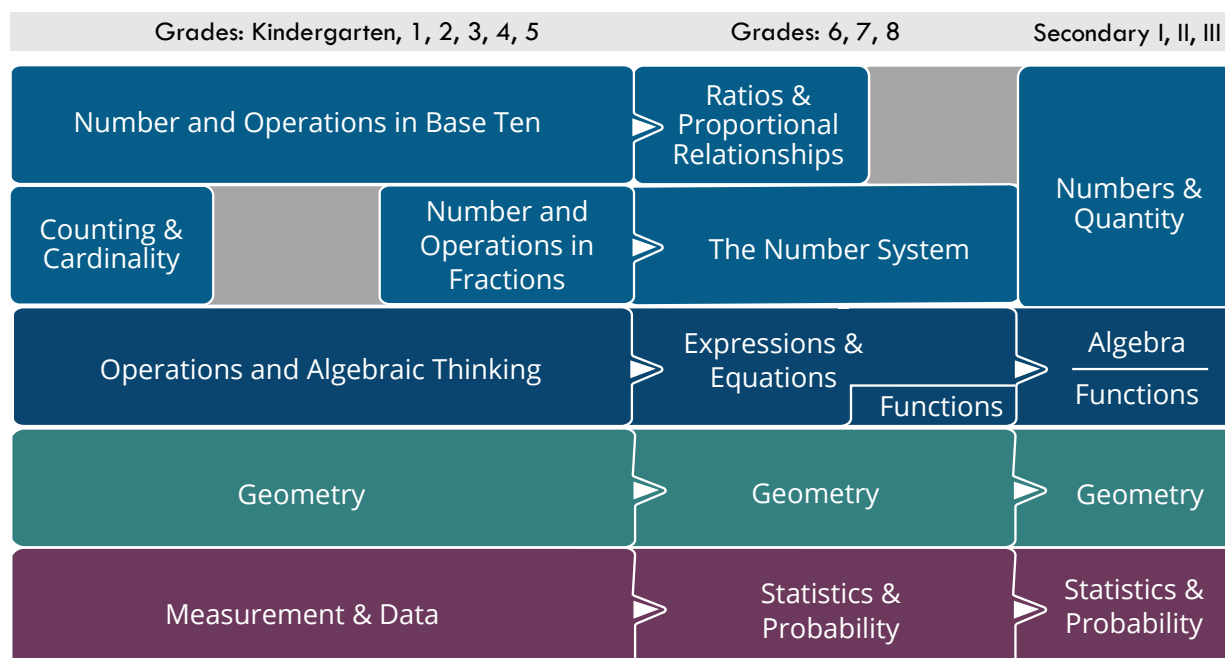 Grades: Kindergarten, 1, 2, 3, 4, 5
Grades: 6, 7, 8
Secondary I, II, III
Number and Operations in Base Ten
Ratios &
Proportional
Relationships
Numbers &
Quantity
Counting &
Cardinality
Number and
Operations in
Fractions
The Number System
Operations and Algebraic Thinking
Expressions &
Equations
Functions
Algebra
Functions
Geometry
Geometry
Geometry
Measurement & Data
Statistics &
Probability
Statistics &
Probability